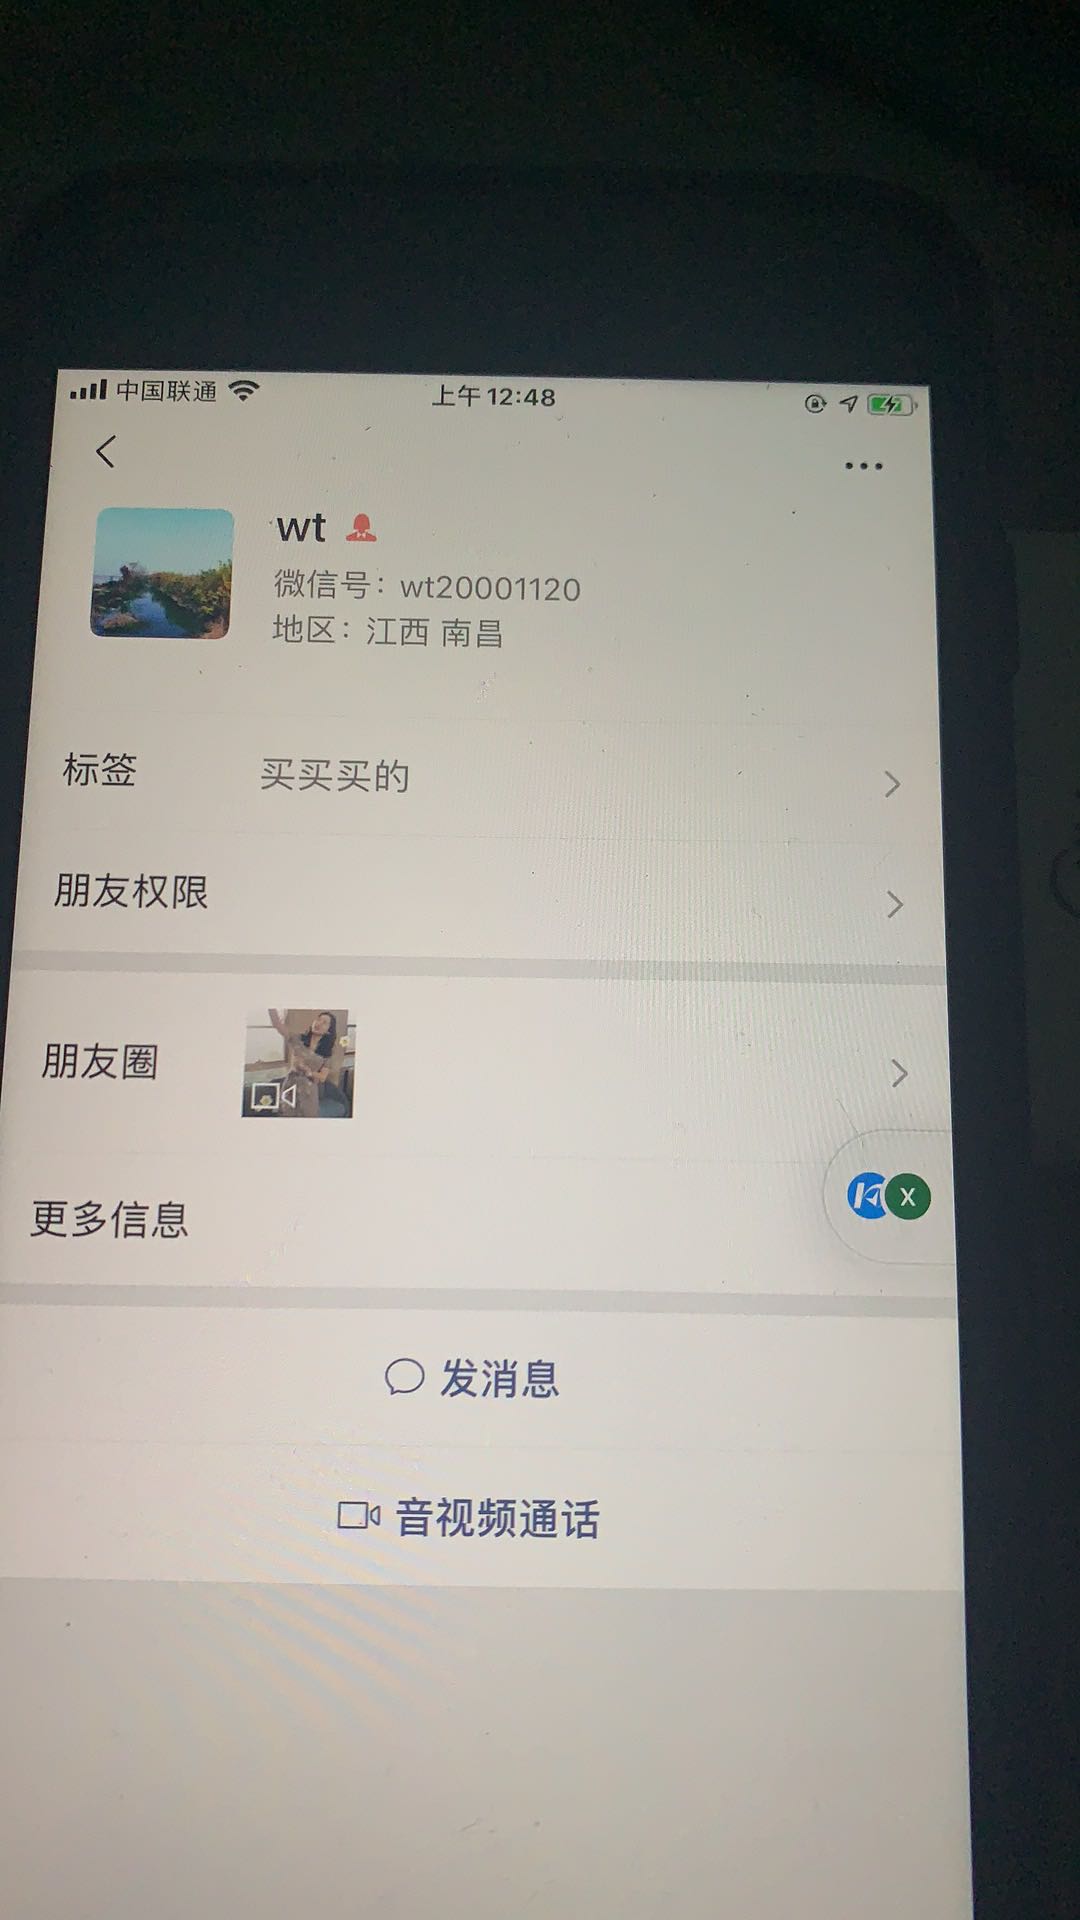 中国联通
上午12:48
wt
微信号：wt20001120
地区：江西 南昌
标签 买买买的
朋友权限
朋友圈
X
更多信息
发消息
音视频通话